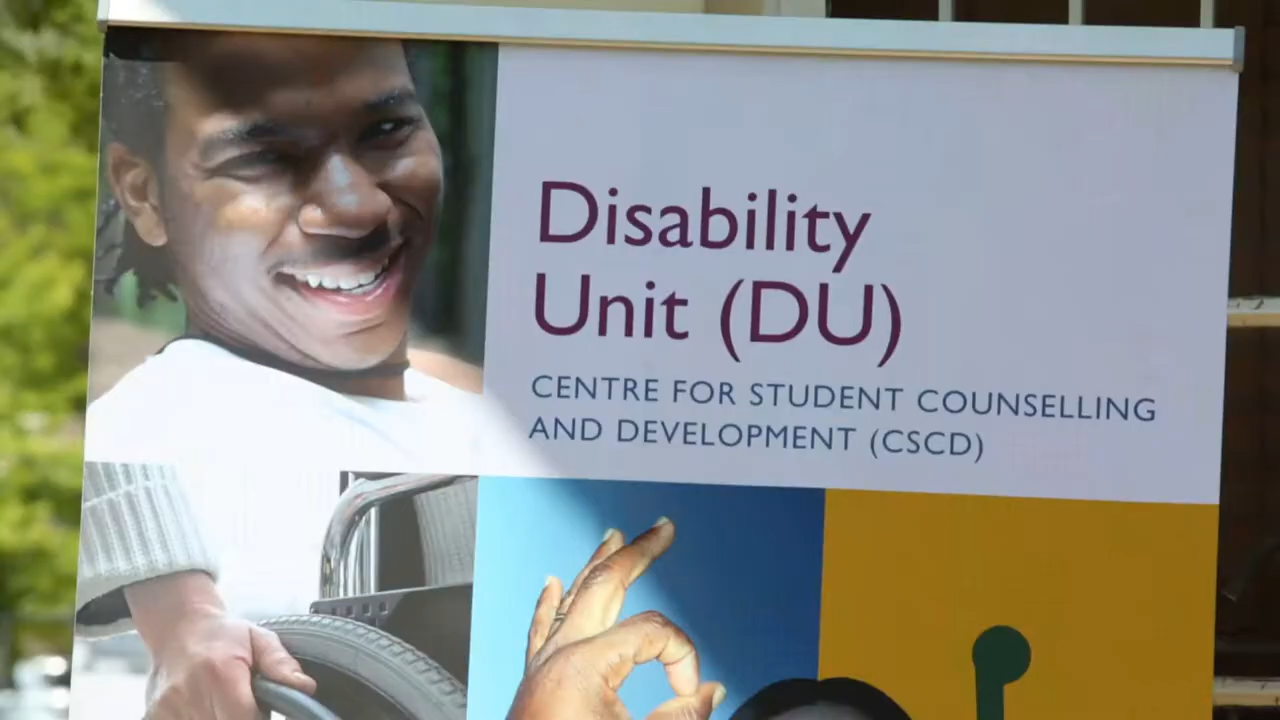 Disability
Unit (DU)
CENTRE FOR STUDENT COUNSELLING
AND DEVELOPMENT (CSCD)